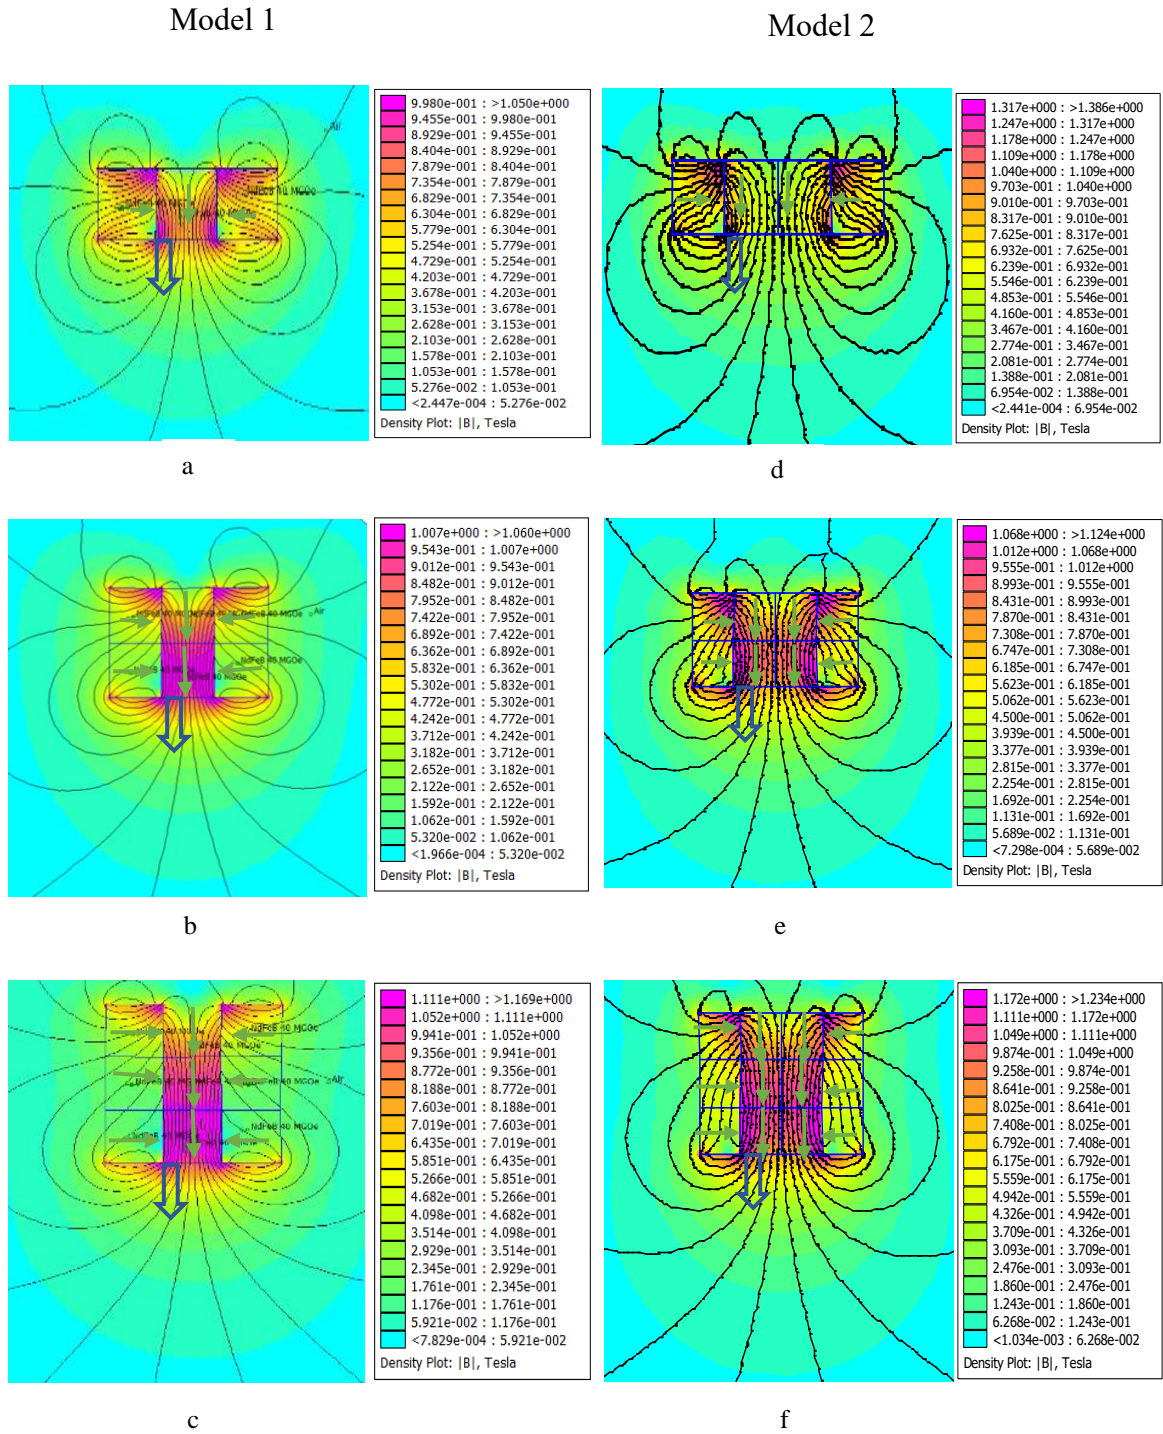 Model 1
Model 2
9.980e-001 : >1.050e+000
9.455e-001 : 9.980e-001
8.929e-001 : 9.455e-001
8.404e-001 : 8.929e-001
7.879e-001 : 8.404e-001
7.354e-001 : 7.879e-001
6.829e-001 : 7.354e-001
6.304e-001 : 6.829e-001
5.779e-001 : 6.304e-001
5.254e-001 : 5.779e-001
4.729e-001 : 5.254e-001
4.203e-001 : 4.729e-001
3.678e-001 : 4.203e-001
3.153e-001 : 3.678e-001
2.628e-001 : 3.153e-001
2.103e-001 : 2.628e-001
1.578e-001 : 2.103e-001
1.053e-001 : 1.578e-001
5.276e-002 : 1.053e-001
<2.447e-004 : 5.276e-002
Density Plot: |B|, Tesla
Air
1.317e+000 : >1.386e+000
1.247e+000 : 1.317e+000
1.178e+000 : 1.247e+000
1.109e+000 : 1.178e+000
1.040e+000 : 1.109e+000
9.703e-001 : 1.040e+000
9.010e-001 : 9.703e-001
8.317e-001 : 9.010e-001
7.625e-001 : 8.317e-001
6.932e-001 : 7.625e-001
6.239e-001 : 6.932e-001
5.546e-001 : 6.239e-001
4.853e-001 : 5.546e-001
4.160e-001 : 4.853e-001
3.467e-001 : 4.160e-001
2.774e-001 : 3.467e-001
2.081e-001 : 2.774e-001
1.388e-001 : 2.081e-001
6.954e-002 : 1.388e-001
<2.441e-004 : 6.954e-002
Density Plot: |B|, Tesla
a
d
1.007e+000 : >1.060e+000
9.543e-001 : 1.007e+000
9.012e-001 : 9.543e-001
8.482e-001 : 9.012e-001
7.952e-001 : 8.482e-001
7.422e-001 : 7.952e-001
6.892e-001 : 7.422e-001
6.362e-001 : 6.892e-001
5.832e-001 : 6.362e-001
5.302e-001 : 5.832e-001
4.772e-001 : 5.302e-001
4.242e-001 : 4.772e-001
3.712e-001 : 4.242e-001
3.182e-001 : 3.712e-001
2.652e-001 : 3.182e-001
2.122e-001 : 2.652e-001
1.592e-001 : 2.122e-001
1.062e-001 : 1.592e-001
5.320e-002 : 1.062e-001
<1.966e-004 : 5.320e-002
Density Plot: |B|, Tesla
Air
1.068e+000 : >1.124e+000
1.012e+000 : 1.068e+000
9.555e-001 : 1.012e+000
8.993e-001 : 9.555e-001
8.431e-001 : 8.993e-001
7.870e-001 : 8.431e-001
7.308e-001 : 7.870e-001
6.747e-001 : 7.308e-001
6.185e-001 : 6.747e-001
5.623e-001 : 6.185e-001
5.062e-001 : 5.623e-001
4.500e-001 : 5.062e-001
3.939e-001 : 4.500e-001
3.377e-001 : 3.939e-001
2.815e-001 : 3.377e-001
2.254e-001 : 2.815e-001
1.692e-001 : 2.254e-001
1.131e-001 : 1.692e-001
5.689e-002 : 1.131e-001
<7.298e-004 : 5.689e-002
Density Plot: |B|, Tesla
b
e
1.111e+000 : >1.169e+000
1.052e+000 : 1.111e+000
9.941e-001 : 1.052e+000
9.356e-001 : 9.941e-001
8.772e-001 : 9.356e-001
8.188e-001 : 8.772e-001
7.603e-001 : 8.188e-001
7.019e-001 : 7.603e-001
6.435e-001 : 7.019e-001
5.851e-001 : 6.435e-001
5.266e-001 : 5.851e-001
4.682e-001 : 5.266e-001
4.098e-001 : 4.682e-001
3.514e-001 : 4.098e-001
2.929e-001 : 3.514e-001
2.345e-001 : 2.929e-001
1.761e-001 : 2.345e-001
1.176e-001 : 1.761e-001
5.921e-002 : 1.176e-001
<7.829e-004 : 5.921e-002
Density Plot: |B|, Tesla
NdFeB 40 MGOe
Air
1.172e+000 : >1.234e+000
1.111e+000 : 1.172e+000
1.049e+000 : 1.111e+000
9.874e-001 : 1.049e+000
9.258e-001 : 9.874e-001
8.641e-001 : 9.258e-001
8.025e-001 : 8.641e-001
7.408e-001 : 8.025e-001
6.792e-001 : 7.408e-001
6.175e-001 : 6.792e-001
5.559e-001 : 6.175e-001
4.942e-001 : 5.559e-001
4.326e-001 : 4.942e-001
3.709e-001 : 4.326e-001
3.093e-001 : 3.709e-001
2.476e-001 : 3.093e-001
1.860e-001 : 2.476e-001
1.243e-001 : 1.860e-001
6.268e-002 : 1.243e-001
<1.034e-003 : 6.268e-002
Density Plot: |B|, Tesla
c
f